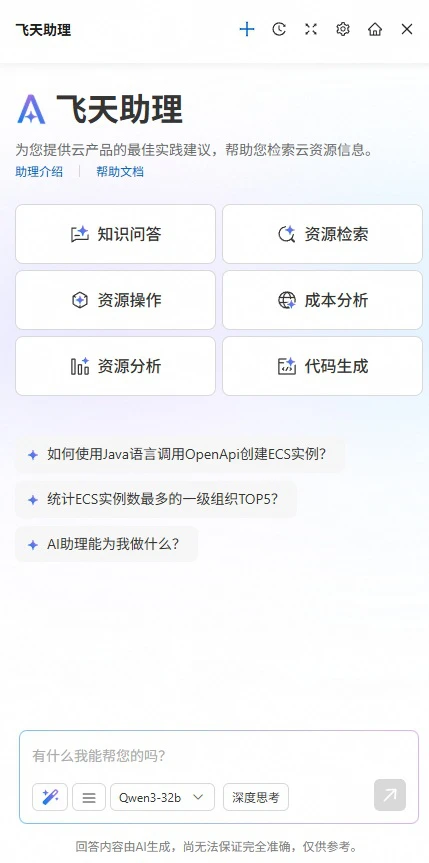 飞天助理
飞天助理
为您提供云产品的最佳实践建议，帮助您检索云资源信息。
助理介绍 帮助文档
知识问答 资源检索
资源操作 成本分析
资源分析 代码生成
如何使用Java语言调用OpenApi创建ECS实例？
统计ECS实例数最多的一级组织TOP5？
AI助理能为我做什么？
有什么我能帮您的吗？
Qwen3-32b 深度思考
回答内容由AI生成，尚无法保证完全准确，仅供参考。